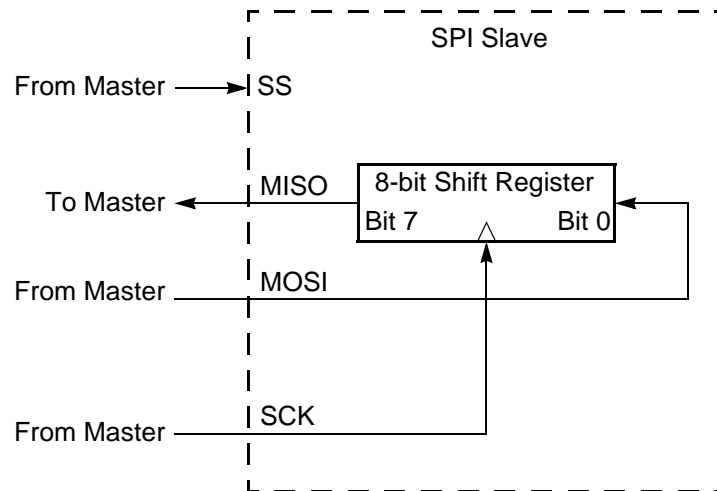 SPI Slave
From Master
SS
To Master
MISO
8-bit Shift Register
Bit 7
Bit 0
From Master
MOSI
From Master
SCK